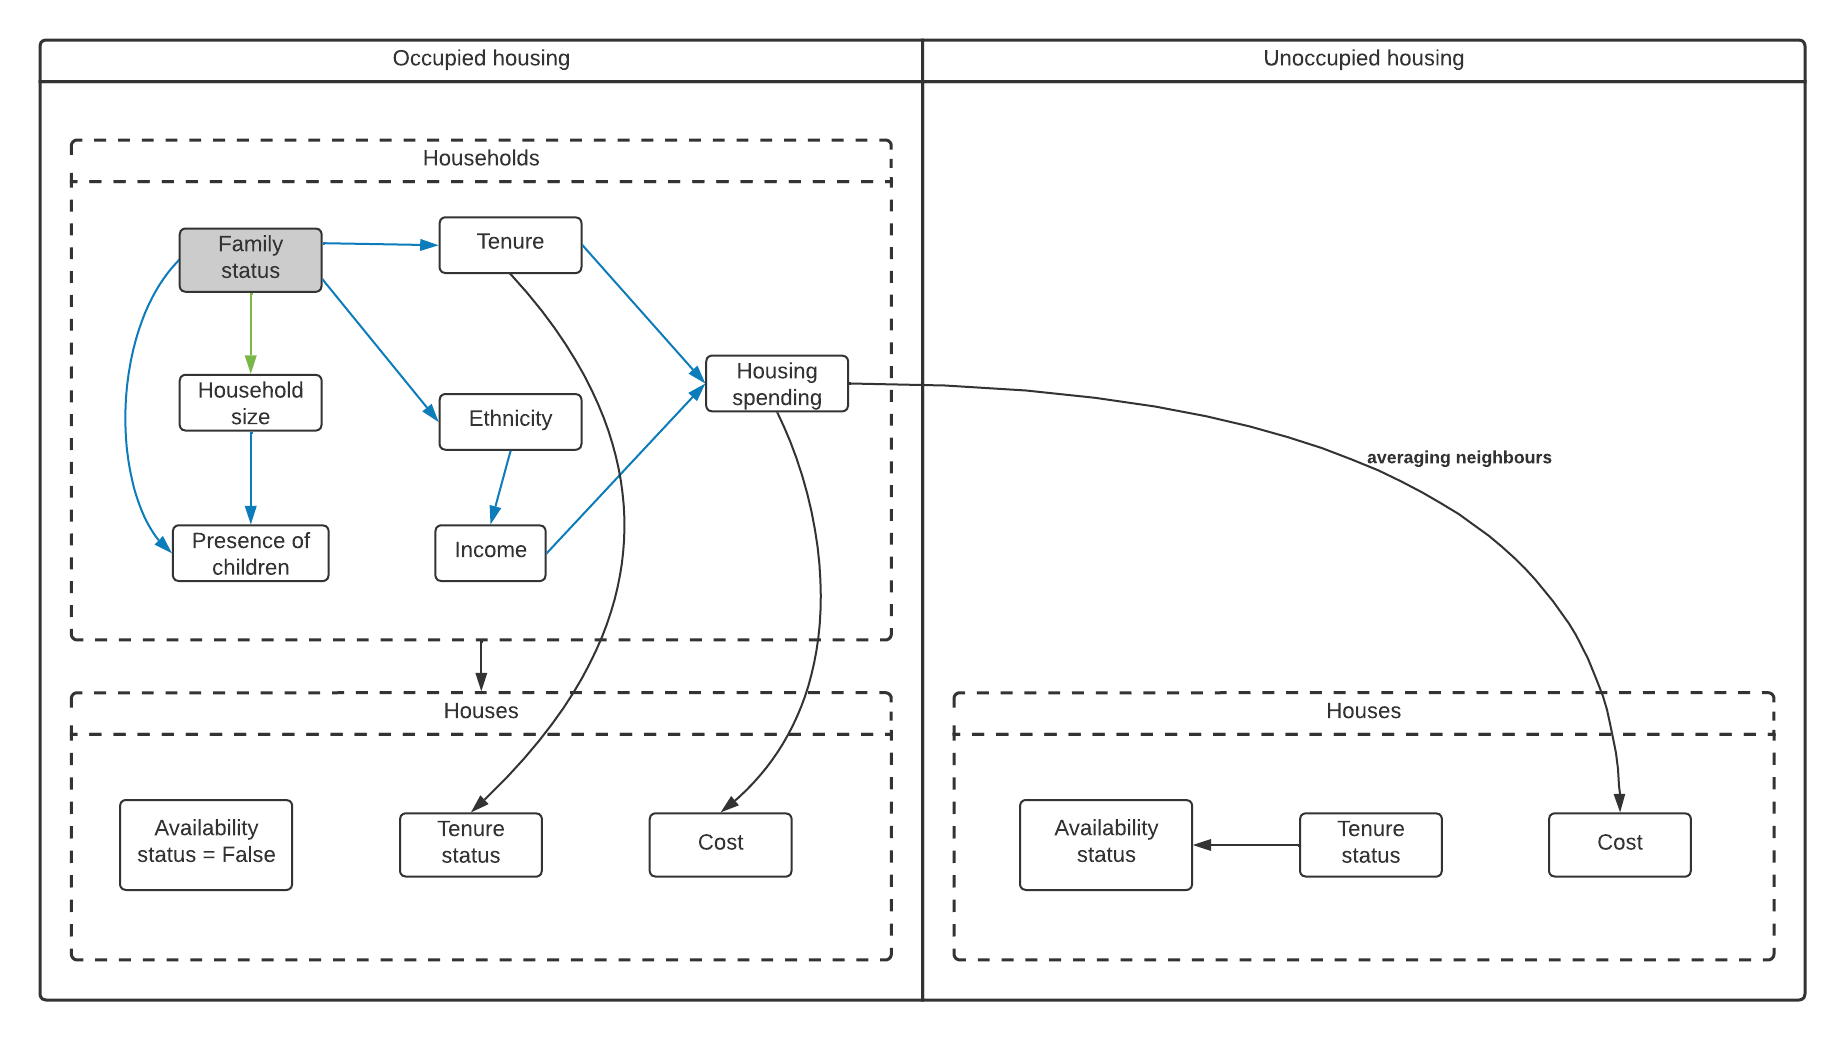 Occupied housing
Unoccupied housing
Households
Family
status
Tenure
Household
size
Ethnicity
Housing
spending
Presence of
children
Income
averaging neighbours
Houses
Availability
status = False
Tenure
status
Cost
Houses
Availability
status
Tenure
status
Cost